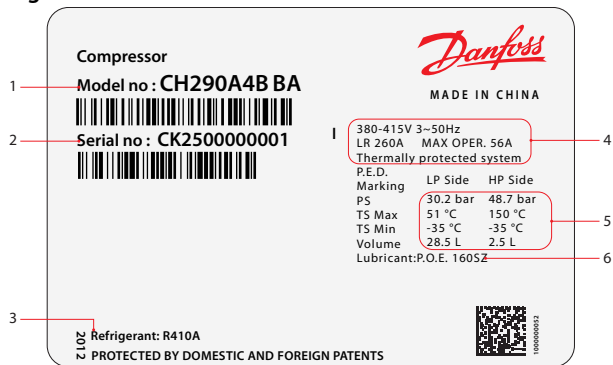 Compressor
Danfoss
1
Model no : CH290A4B BA
MADE IN CHINA
2
Serial no : CK2500000001
I
380-415V 3~50Hz
LR 260A MAX OPER. 56A
4
Thermally protected system
P.E.D.
Marking LP Side HP Side
PS 30.2 bar 48.7 bar
TS Max 51 °C 150 °C
5
TS Min -35 °C -35 °C
Volume 28.5 L 2.5 L
Lubricant:P.O.E. 160SZ
6
3
2012
Refrigerant: R410A
PROTECTED BY DOMESTIC AND FOREIGN PATENTS
1000000052